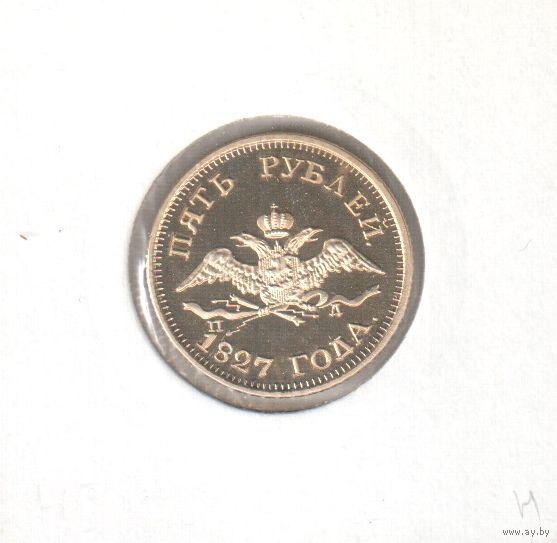 ПЯТЬ РУБЛЕЙ.
П Д
1827 ГОДА.
www.ay.by